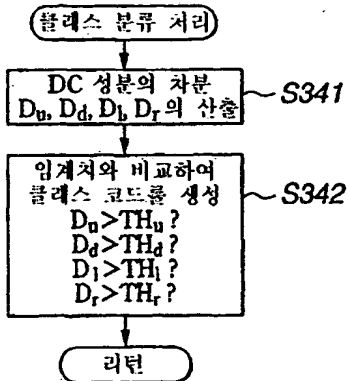 클래스 분류 처리
DC 성분의 차분
Du, Dd, Dl, Dr 의 산출
S341
임계치와 비교하여
클래스 코드를 생성
Du>THu ?
Dd>THd ?
Dl>THl ?
Dr>THr ?
S342
리턴